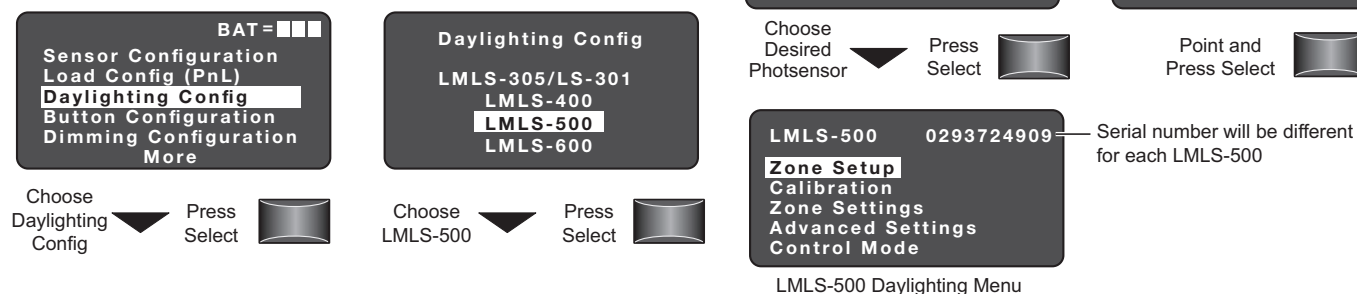 BAT=
Sensor Configuration
Load Config (PnL)
Daylighting Config
Button Configuration
Dimming Configuration
More
Choose
Daylighting
Config
Press
Select
Daylighting Config
LMLS-305/LS-301
LMLS-400
LMLS-500
LMLS-600
Choose
LMLS-500
Press
Select
Choose
Desired
Photsensor
Press
Select
Point and
Press Select
LMLS-500 0293724909
Zone Setup
Calibration
Zone Settings
Advanced Settings
Control Mode
Serial number will be different
for each LMLS-500
LMLS-500 Daylighting Menu